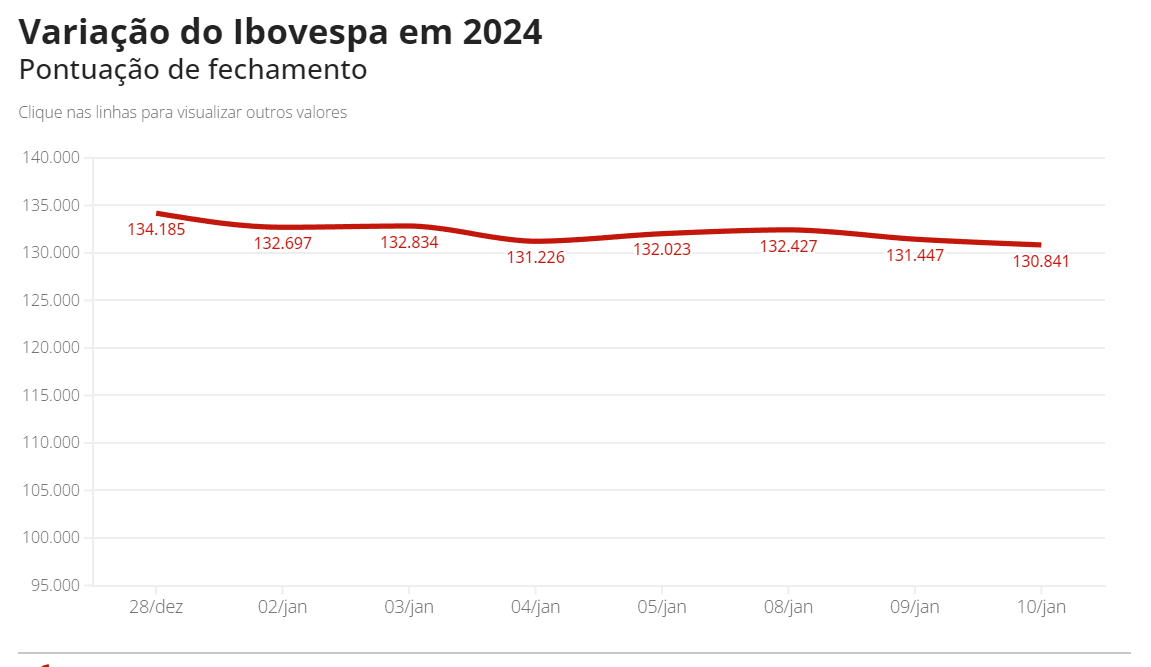 Variação do Ibovespa em 2024
Pontuação de fechamento
Clique nas linhas para visualizar outros valores
140.000
135.000
130.000
125.000
120.000
115.000
110.000
105.000
100.000
95.000
134.185
132.697
132.834
131.226
132.023
132.427
131.447
130.841
28/dez
02/jan
03/jan
04/jan
05/jan
08/jan
09/jan
10/jan